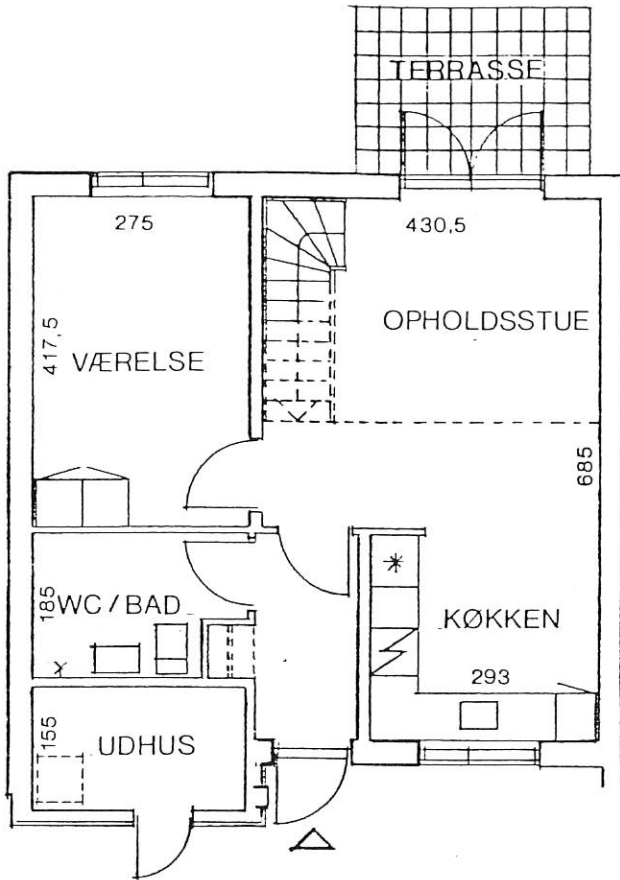 TERRASSE
275
430,5
417,5
OPHOLDSSTUE
VÆRELSE
685
185
WC / BAD
KØKKEN
293
155
UDHUS